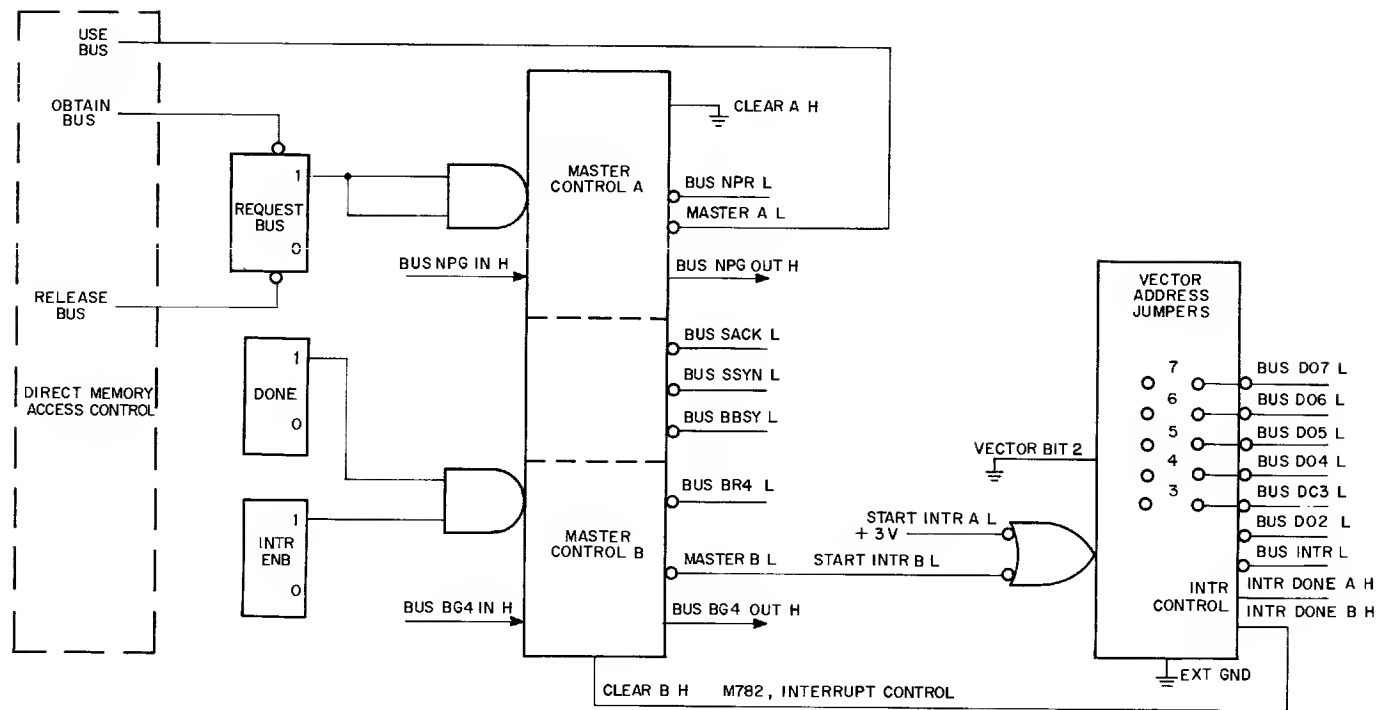 USE
BUS
OBTAIN
BUS
RELEASE
BUS
DIRECT MEMORY
ACCESS CONTROL
1
REQUEST
BUS
0
1
DONE
0
1
INTR
ENB
0
BUS NPG IN H
BUS BG4 IN H
MASTER
CONTROL A
MASTER
CONTROL B
CLEAR A H
BUS NPR L
MASTER A L
BUS NPG OUT H
BUS SACK L
BUS SSYN L
BUS BBSY L
BUS BR4 L
MASTER B L
START INTR B L
BUS BG4 OUT H
START INTR A L
+3V
VECTOR BIT 2
VECTOR
ADDRESS
JUMPERS
7
6
5
4
3
INTR
CONTROL
BUS D07 L
BUS D06 L
BUS D05 L
BUS D04 L
BUS DC3 L
BUS D02 L
BUS INTR L
INTR DONE A H
INTR DONE B H
EXT GND
CLEAR B H
M782, INTERRUPT CONTROL